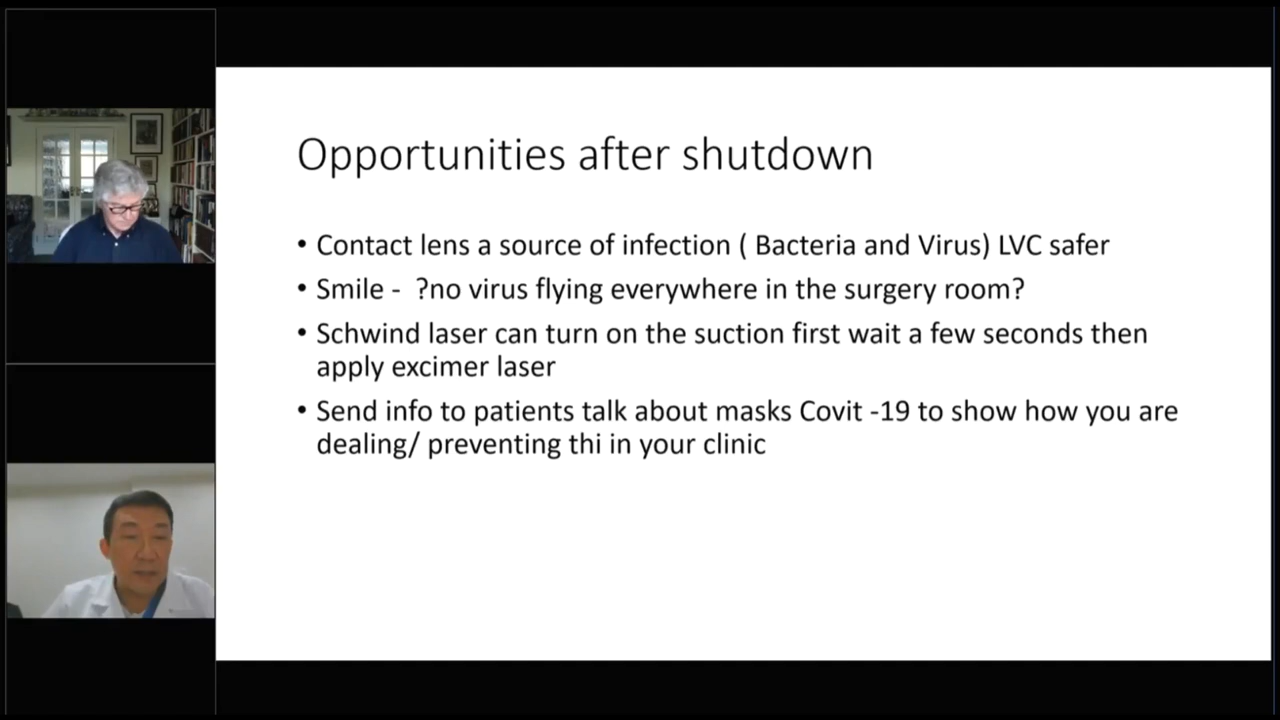 Opportunities after shutdown
• Contact lens a source of infection ( Bacteria and Virus) LVC safer
• Smile -  ?no virus flying everywhere in the surgery room?
• Schwind laser can turn on the suction first wait a few seconds then
apply excimer laser
• Send info to patients talk about masks Covit -19 to show how you are
dealing/ preventing thi in your clinic